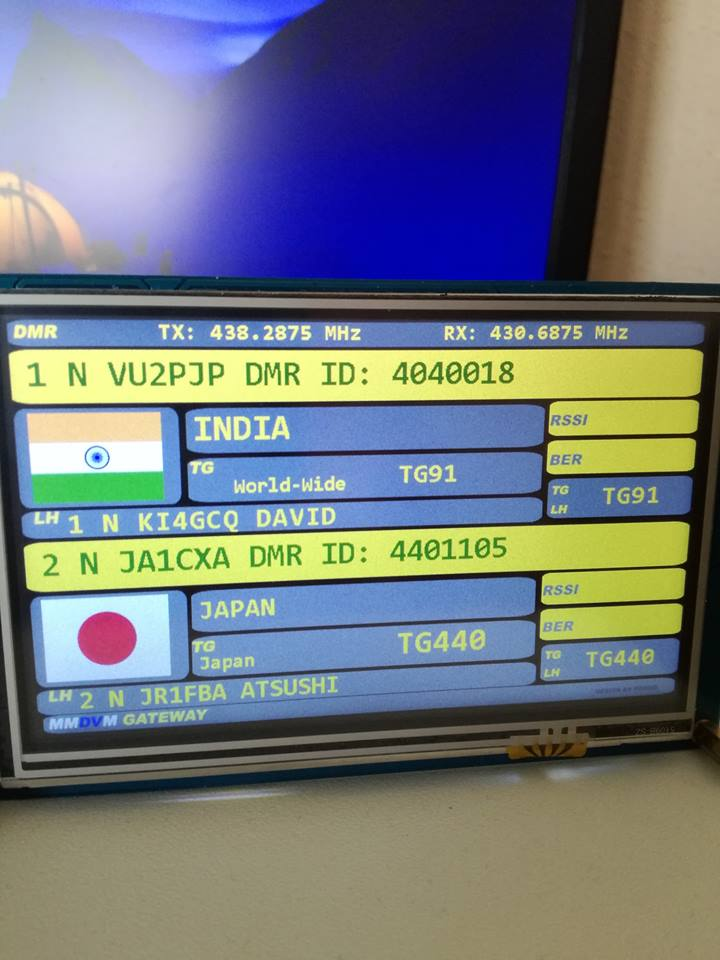 DMR TX: 438.2875 MHz RX: 430.6875 MHz
1 N VU2PJP DMR ID: 4040018
INDIA
RSSI
TG World-Wide TG91
BER
TG LH TG91
LH 1 N KI4GCQ DAVID
2 N JA1CXA DMR ID: 4401105
JAPAN
RSSI
TG Japan TG440
BER
TG LH TG440
LH 2 N JR1FBA ATSUSHI
MMDVM GATEWAY